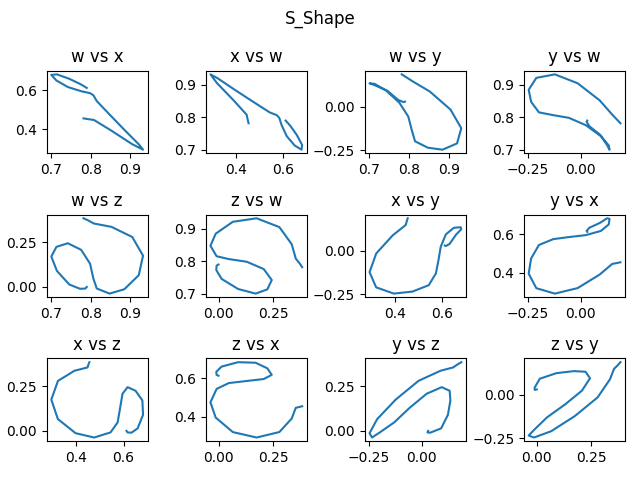 S_Shape
w vs x
x vs w
w vs y
y vs w
0.6
0.4
0.7 0.8 0.9
0.9
0.8
0.7
0.4 0.6
0.00
−0.25
0.7 0.8 0.9
0.9
0.8
0.7
−0.25 0.00
w vs z
z vs w
x vs y
y vs x
0.25
0.00
0.7 0.8 0.9
0.9
0.8
0.7
0.00 0.25
0.00
−0.25
0.4 0.6
0.6
0.4
−0.25 0.00
x vs z
z vs x
y vs z
z vs y
0.25
0.00
0.4 0.6
0.6
0.4
0.00 0.25
0.25
0.00
−0.25 0.00
0.00
−0.25
0.00 0.25